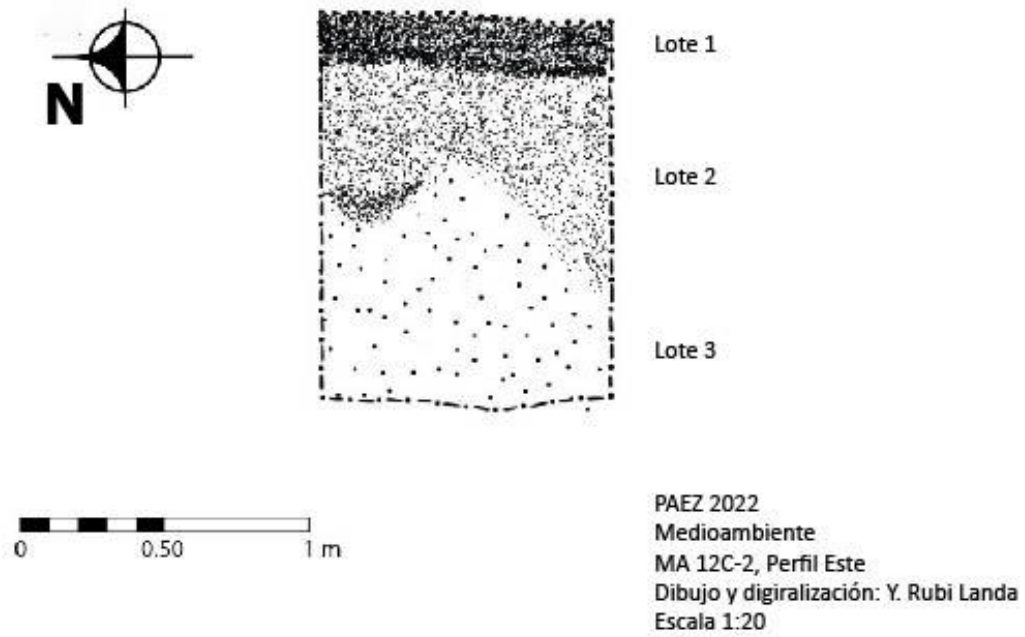 Lote 1
N
Lote 2
Lote 3
0 0.50 1 m
PAEZ 2022
Medioambiente
MA 12C-2, Perfil Este
Dibujo y digiralización: Y. Rubi Landa
Escala 1:20